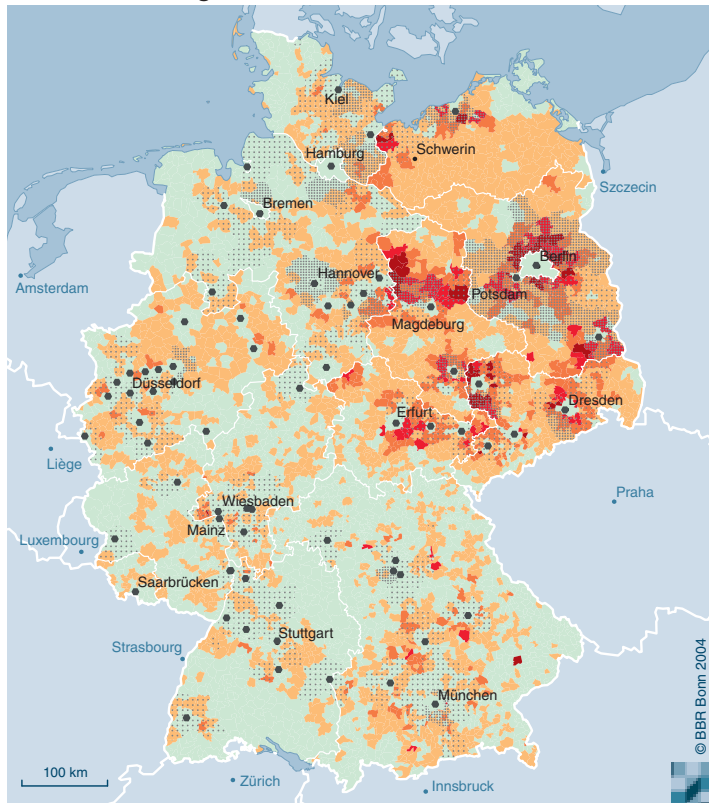 Kiel
Schwerin
Hamburg
Szczecin
Bremen
Berlin
Hannover
Amsterdam
Potsdam
Magdeburg
Düsseldorf
Dresden
Erfurt
Liège
Praha
Wiesbaden
Mainz
Luxembourg
Saarbrücken
Stuttgart
Strasbourg
München
© BBR Bonn 2004
100 km
Zürich
Innsbruck